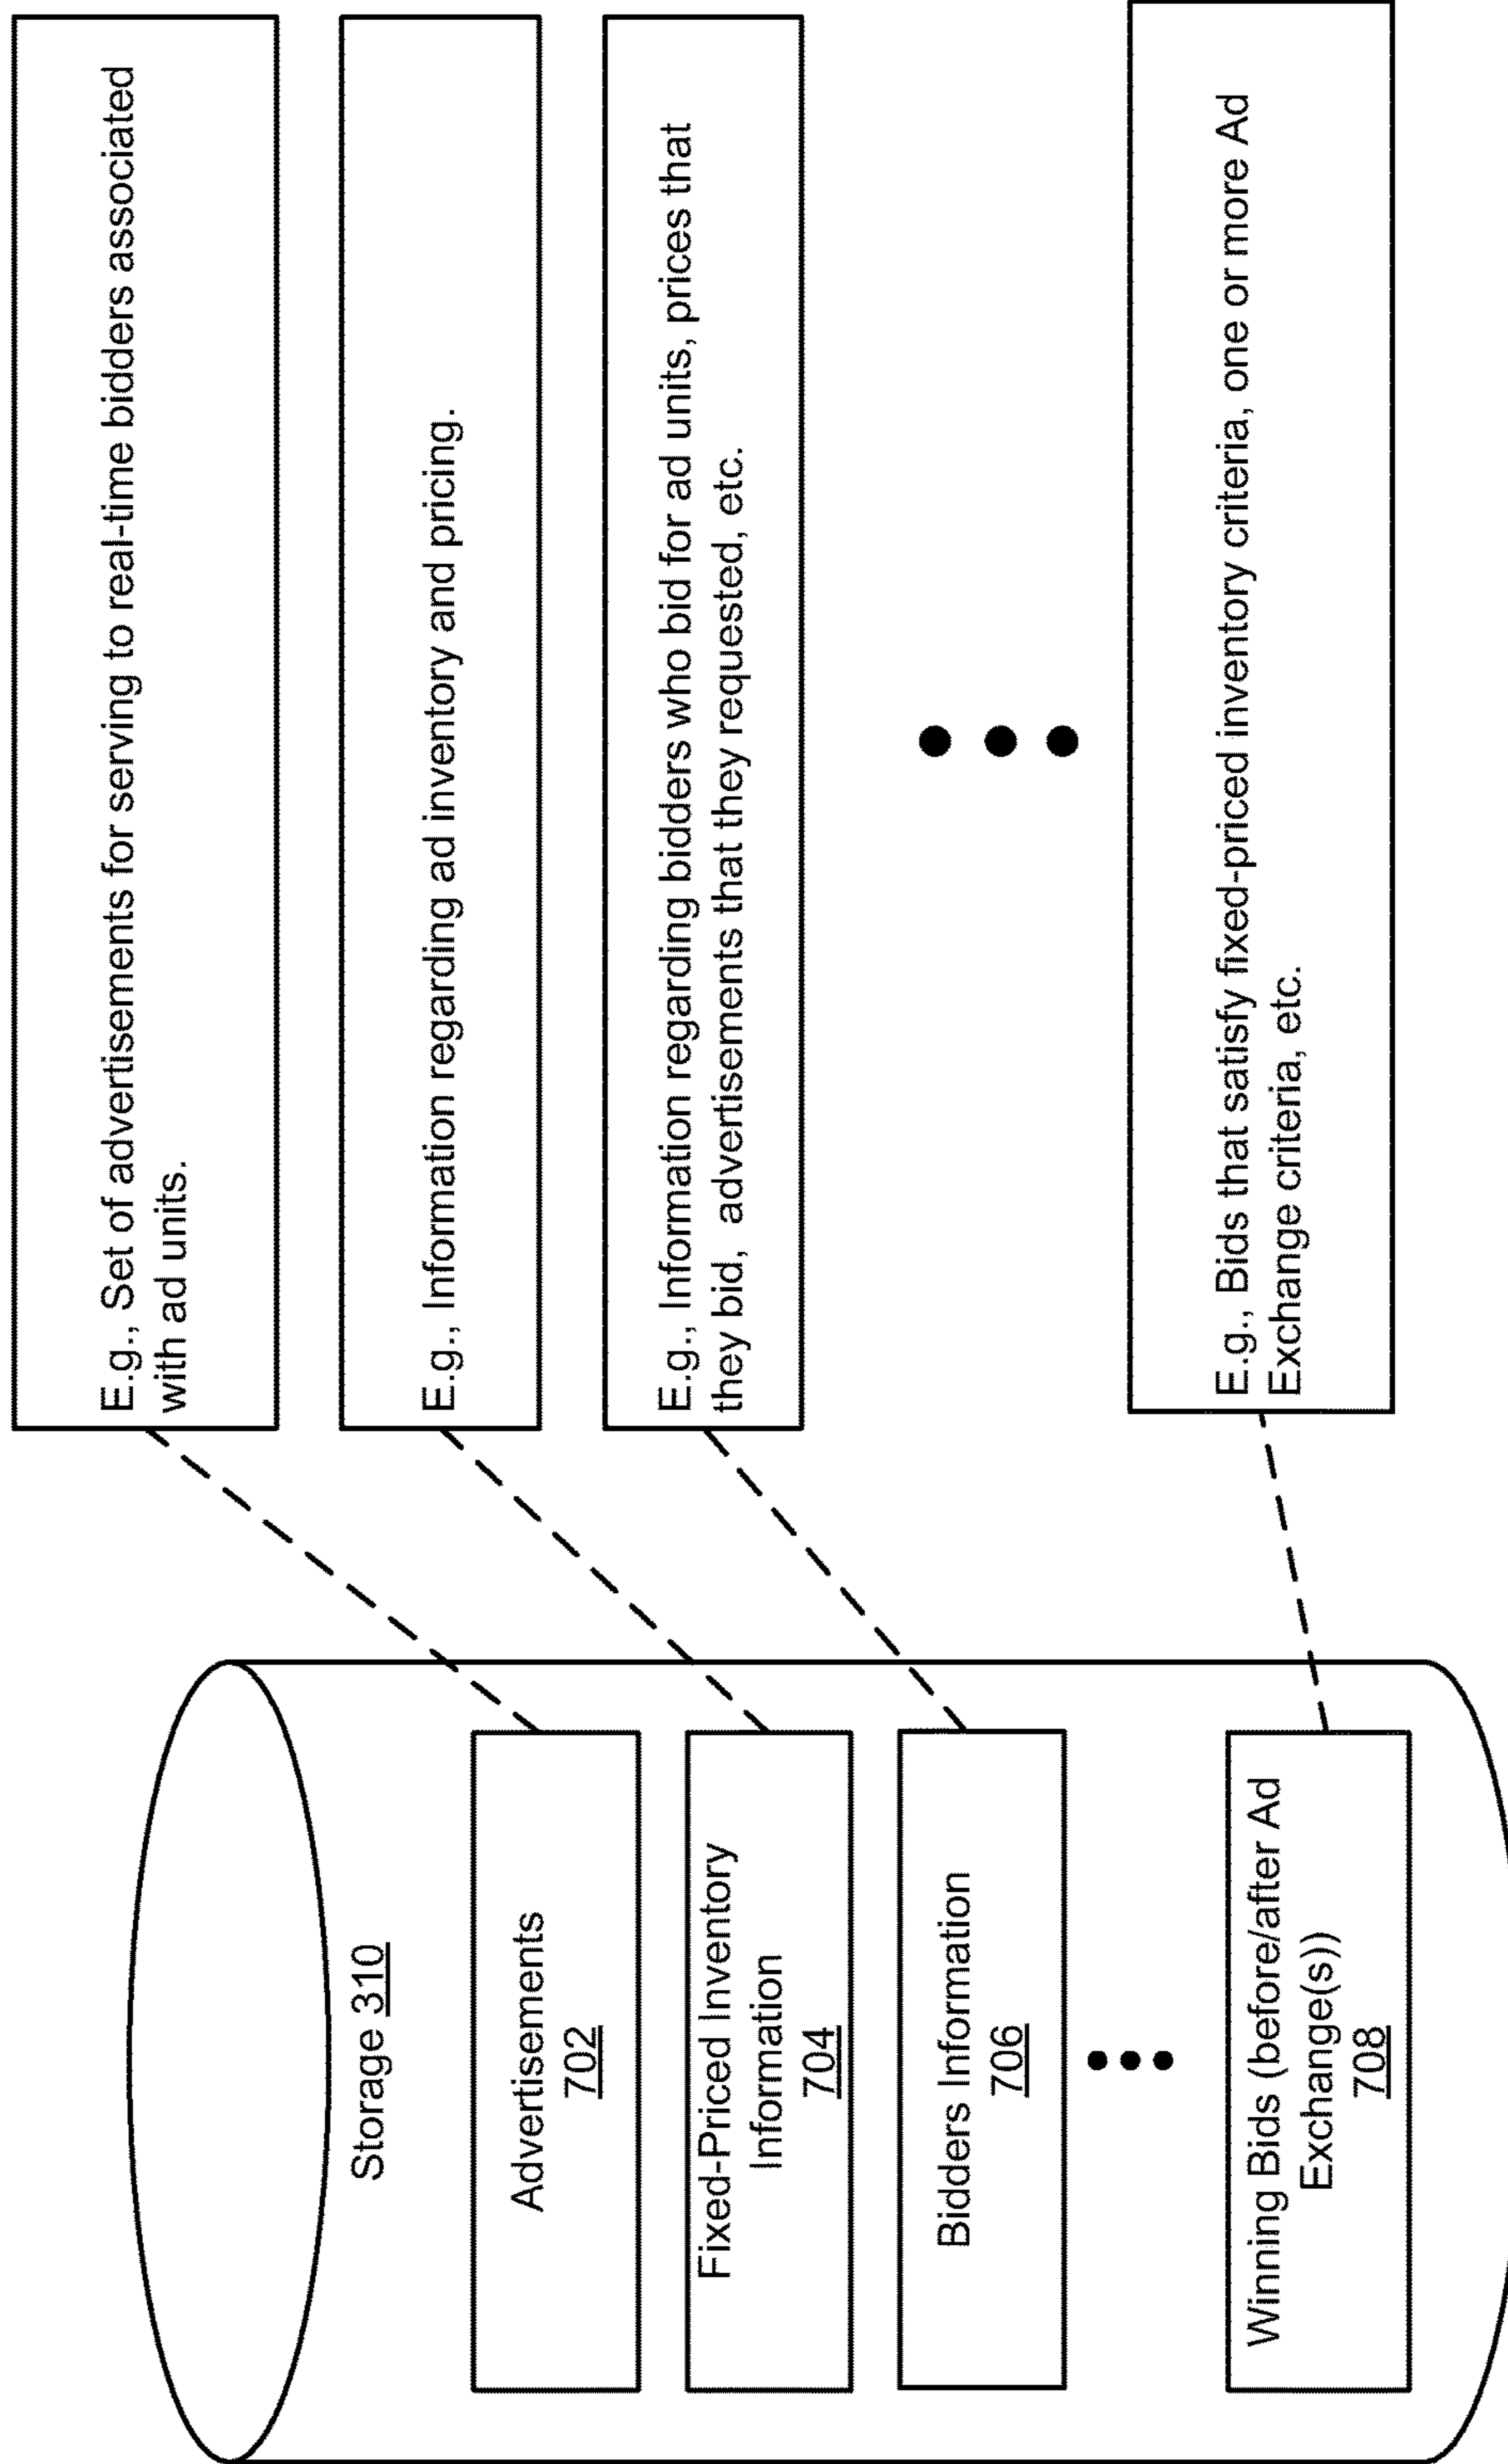 Storage 310
Advertisements
702
Fixed-Priced Inventory
Information
704
Bidders Information
706
Winning Bids (before/after Ad
Exchange(s))
708
E.g., Set of advertisements for serving to real-time bidders associated
with ad units.
E.g., Information regarding ad inventory and pricing.
E.g., Information regarding bidders who bid for ad units, prices that
they bid, advertisements that they requested, etc.
E.g., Bids that satisfy fixed-priced inventory criteria, one or more Ad
Exchange criteria, etc.